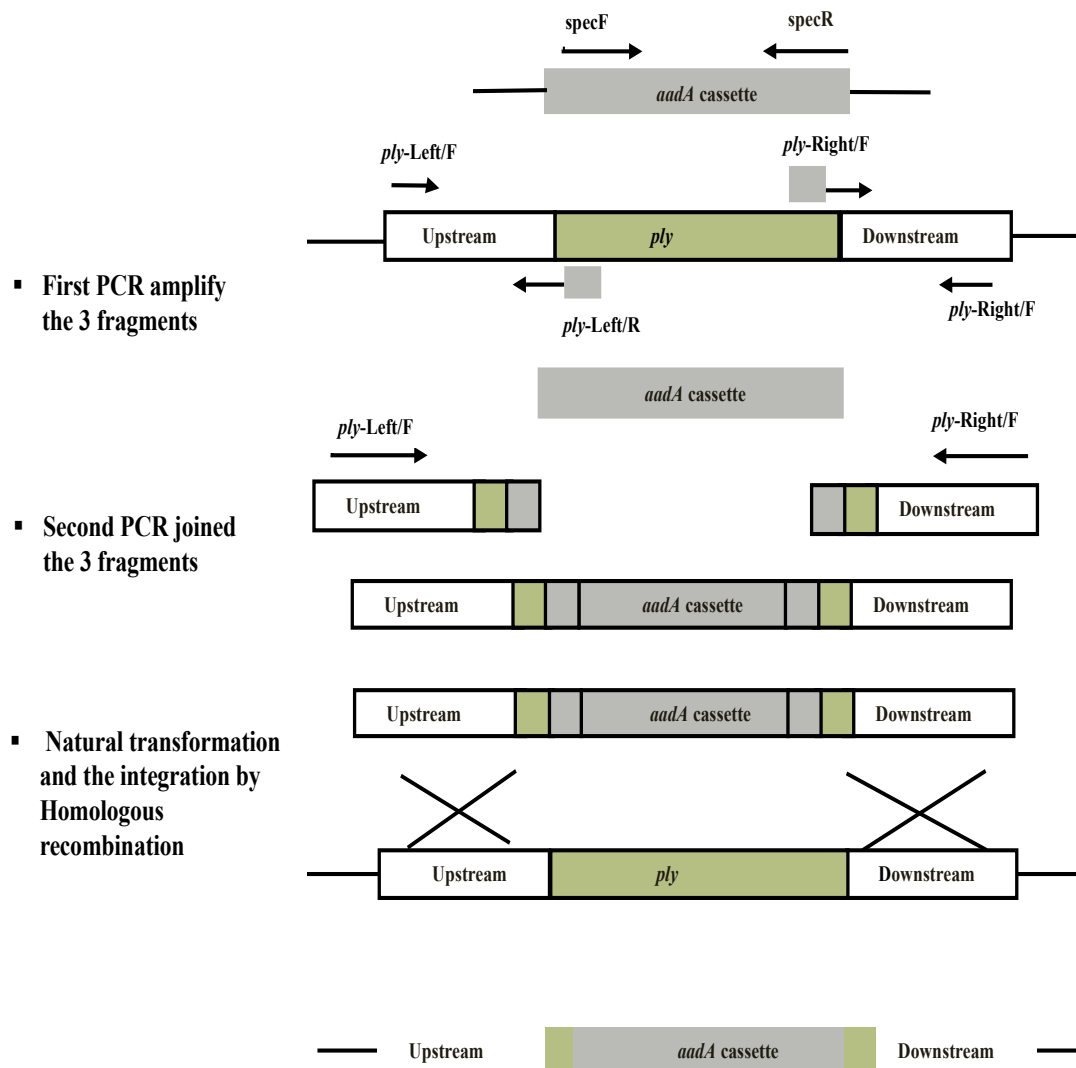 specF
specR
aadA cassette
ply-Left/F
ply-Right/F
Upstream
ply
Downstream
▪ First PCR amplify
the 3 fragments
ply-Left/R
ply-Right/F
aadA cassette
ply-Left/F
ply-Right/F
Upstream
Downstream
▪ Second PCR joined
the 3 fragments
Upstream
aadA cassette
Downstream
Upstream
aadA cassette
Downstream
▪ Natural transformation
and the integration by
Homologous
recombination
Upstream
ply
Downstream
Upstream
aadA cassette
Downstream